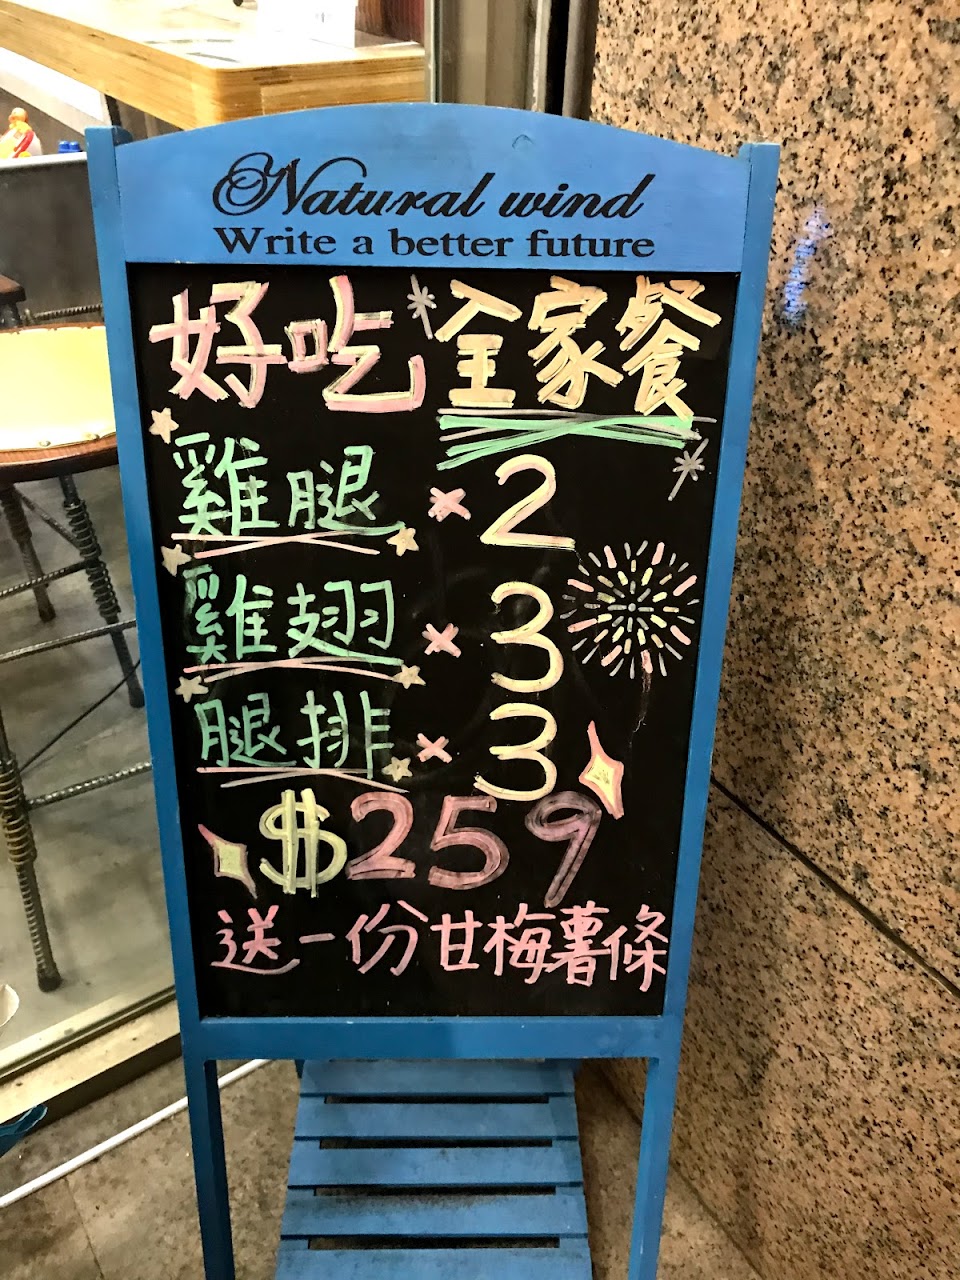 Natural wind
Write a better future
好吃全家餐
雞腿×2
雞翅×3
腿排×3
$259
送一份甘梅薯條